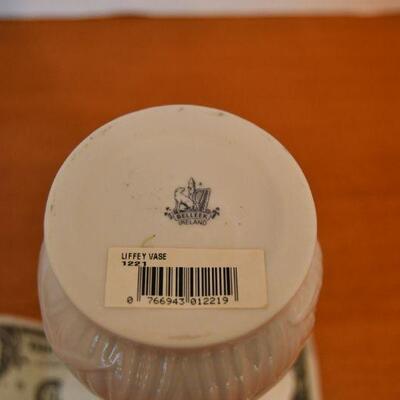 BELLEEK
IRELAND
LIFFEY VASE
1221
0 766943 012219